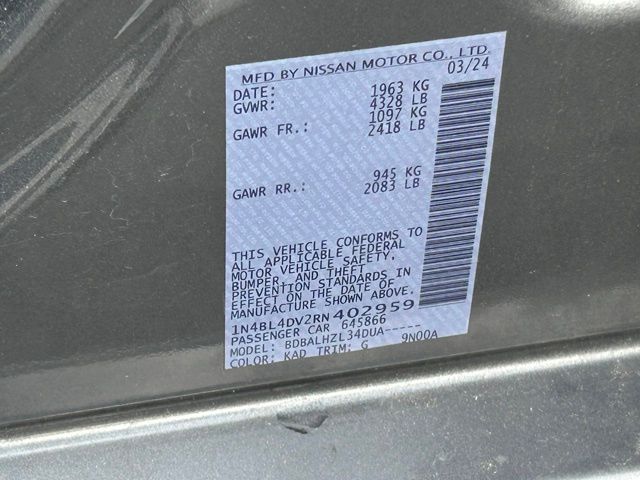 MFD BY NISSAN MOTOR CO., LTD.
DATE: 03/24
GVWR: 1963 KG
4328 LB
GAWR FR.: 1097 KG
2418 LB
GAWR RR.: 945 KG
2083 LB
THIS VEHICLE CONFORMS TO
ALL APPLICABLE FEDERAL
MOTOR VEHICLE SAFETY,
BUMPER, AND THEFT
PREVENTION STANDARDS IN
EFFECT ON THE DATE OF
MANUFACTURE SHOWN ABOVE.
1N4BL4DV2RN402959
PASSENGER CAR 645866
MODEL: BDBALHZL34DUA-----
COLOR: KAD TRIM: G 9N00A